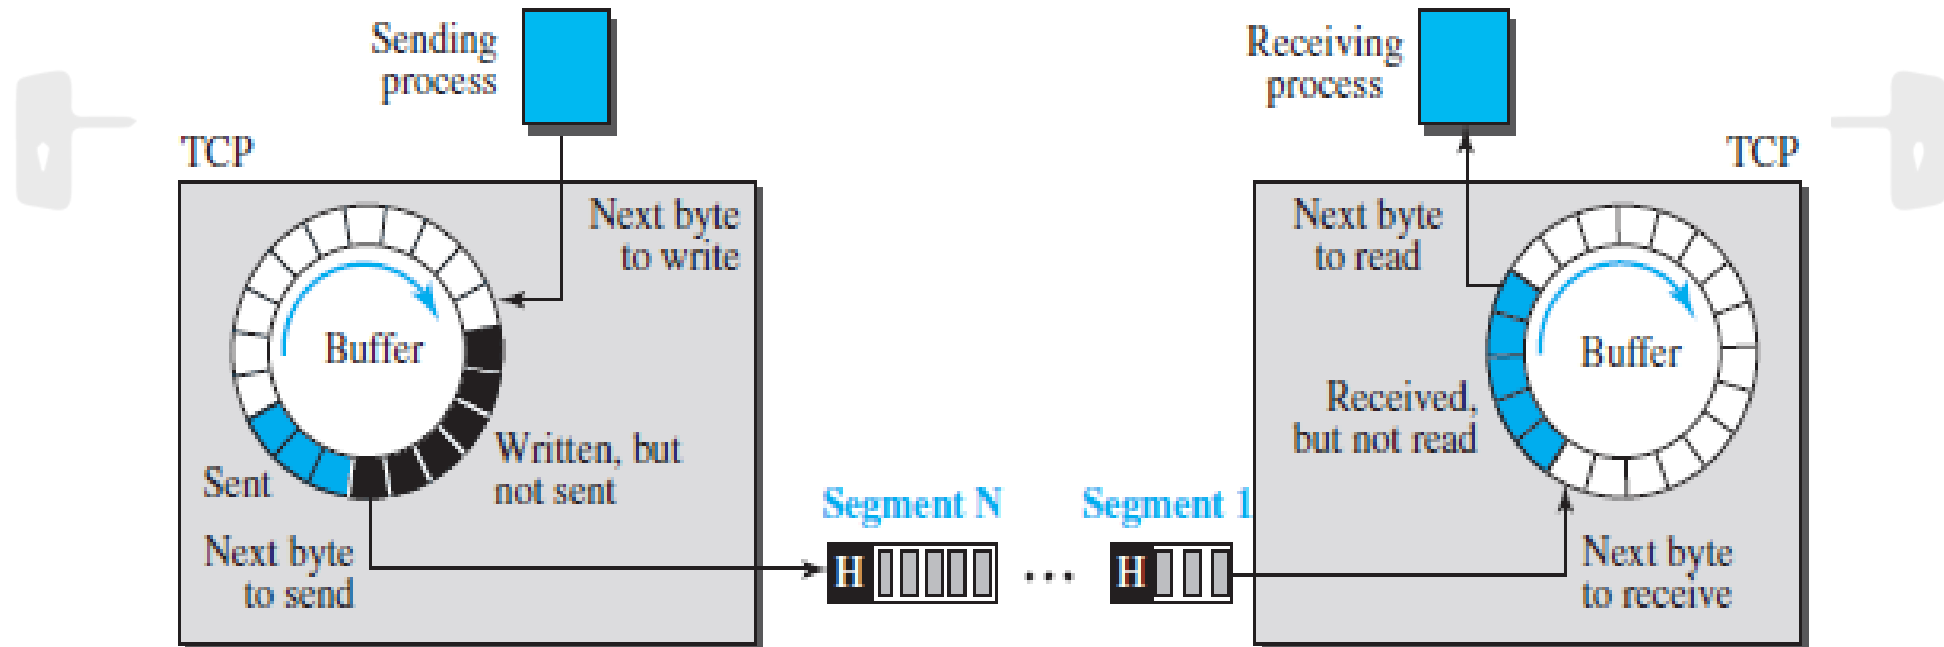 Sending
process
TCP
Next byte
to write
Buffer
Written, but
not sent
Sent
Next byte
to send
Segment N
H
...
Segment 1
H
Receiving
process
TCP
Next byte
to read
Buffer
Received,
but not read
Next byte
to receive